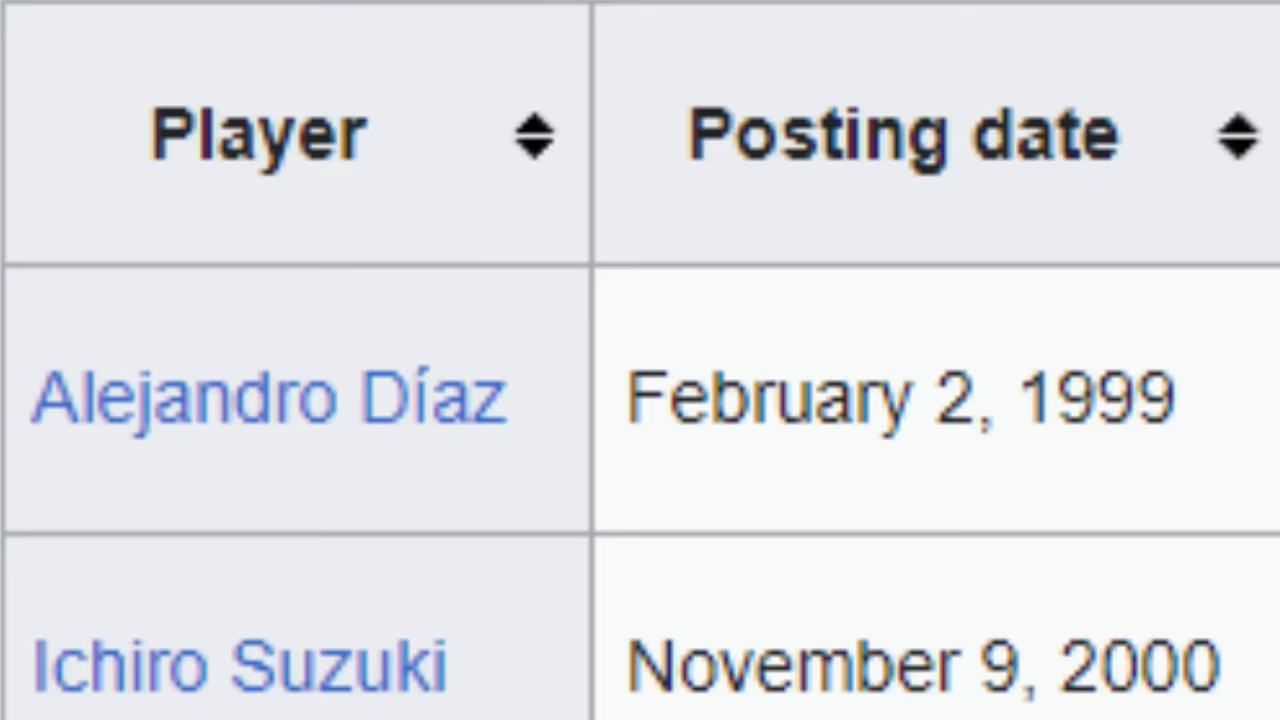 Player Posting date
Alejandro Díaz February 2, 1999
Ichiro Suzuki November 9, 2000